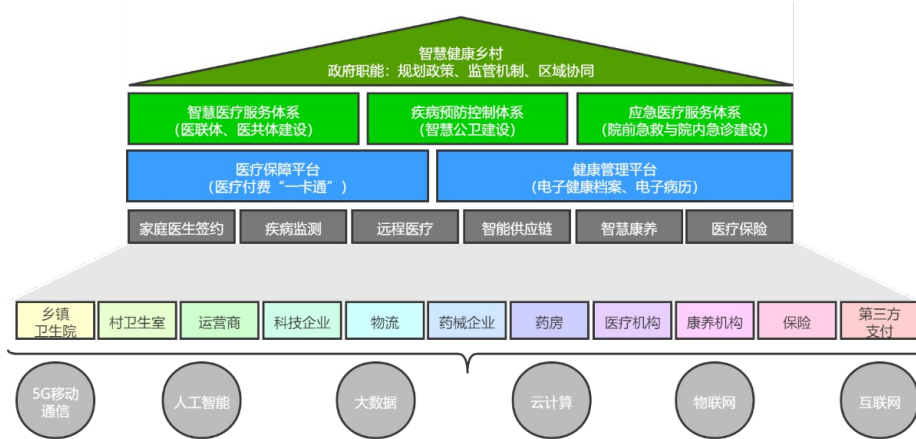 智慧健康乡村
政府职能：规划政策、监管机制、区域协同
智慧医疗服务体系
（医联体、医共体建设）
疾病预防控制体系
（智慧公卫建设）
应急医疗服务体系
（院前急救与院内急诊建设）
医疗保障平台
（医疗付费“一卡通”）
健康管理平台
（电子健康档案、电子病历）
家庭医生签约
疾病监测
远程医疗
智能供应链
智慧康养
医疗保险
乡镇
卫生院
村卫生室
运营商
科技企业
物流
药械企业
药房
医疗机构
康养机构
保险
第三方
支付
5G移动
通信
人工智能
大数据
云计算
物联网
互联网